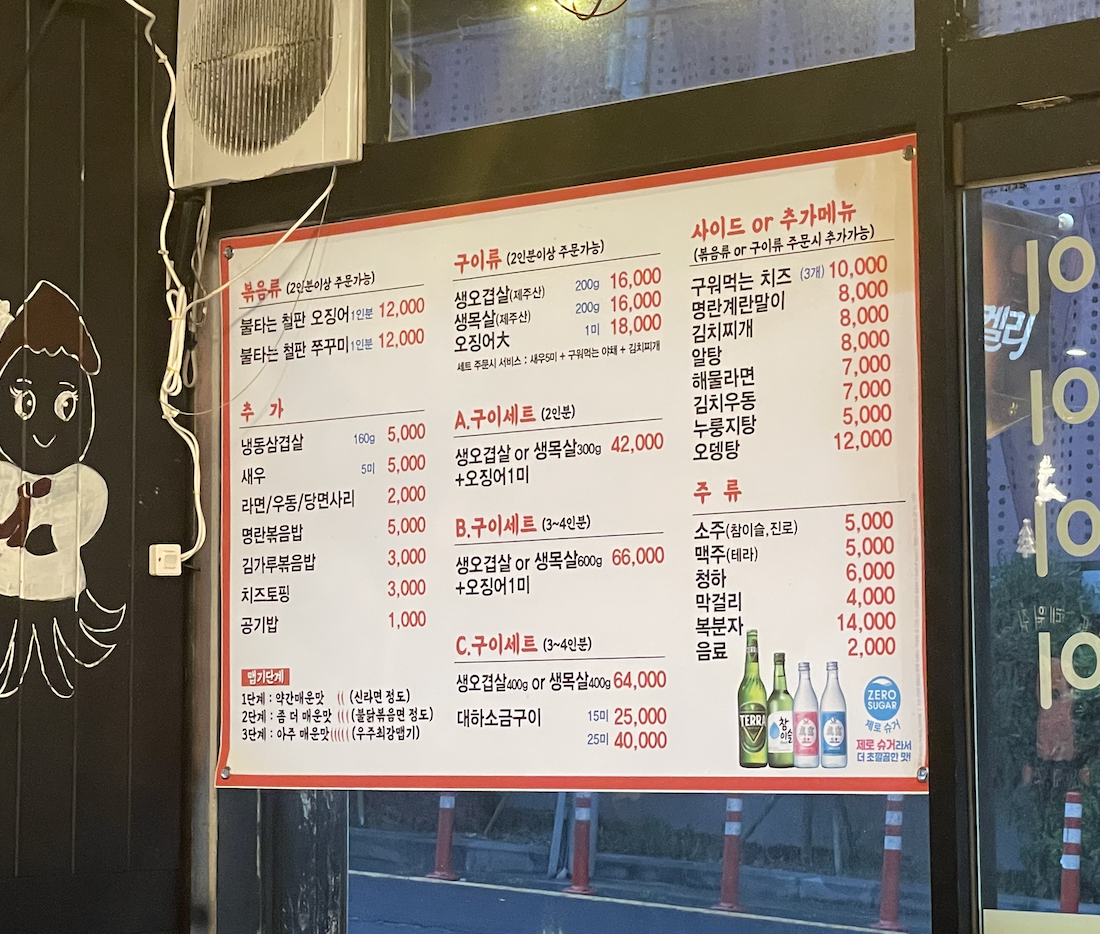 볶음류 (2인분이상 주문가능)
불타는 철판 오징어 1인분 12,000
불타는 철판 쭈꾸미 1인분 12,000
추 가
냉동삼겹살 160g 5,000
새우 5미 5,000
라면/우동/당면사리 2,000
명란볶음밥 5,000
김가루볶음밥 3,000
치즈토핑 3,000
공기밥 1,000
맵기단계
1단계 : 약간매운맛 (신라면 정도)
2단계 : 좀 더 매운맛 (불닭볶음면 정도)
3단계 : 아주 매운맛 (우주최강맵기)
구이류 (2인분이상 주문가능)
생오겹살(제주산) 200g 16,000
생목살(제주산) 200g 16,000
오징어大 1미 18,000
세트 주문시 서비스 : 새우5미 + 구워먹는 야채 + 김치찌개
A.구이세트 (2인분)
생오겹살 or 생목살300g 42,000
+오징어1미
B.구이세트 (3~4인분)
생오겹살 or 생목살600g 66,000
+오징어1미
C.구이세트 (3~4인분)
생오겹살400g or 생목살400g 64,000
대하소금구이 15미 25,000
25미 40,000
사이드 or 추가메뉴
(볶음류 or 구이류 주문시 추가가능)
구워먹는 치즈 (3개) 10,000
명란계란말이 8,000
김치찌개 8,000
알탕 8,000
해물라면 7,000
김치우동 7,000
누룽지탕 5,000
오뎅탕 12,000
주 류
소주(참이슬,진로) 5,000
맥주(테라) 5,000
청하 6,000
막걸리 4,000
복분자 14,000
음료 2,000
TERRA
참이슬
ZERO
SUGAR
제로 슈거
제로 슈거라서
더 초깔끔한 맛!
켈리
10
10
10
10